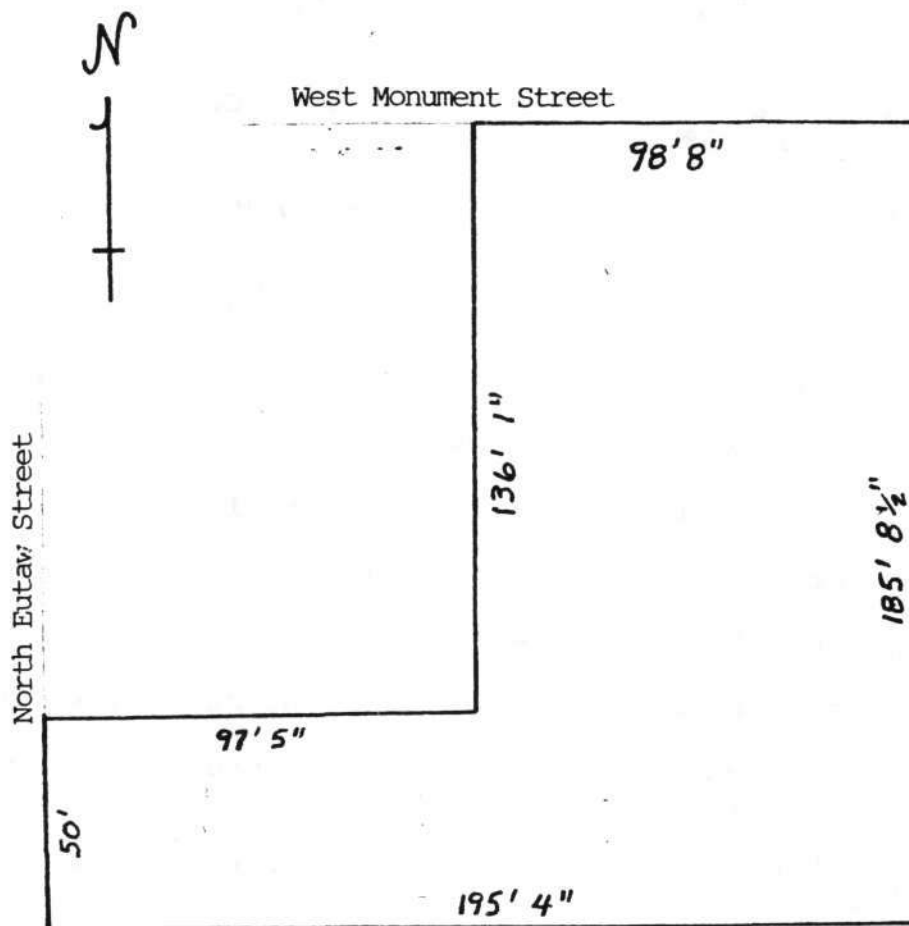 N
West Monument Street
98' 8"
136' 1"
185' 8½"
North Eutaw Street
97' 5"
50'
195' 4"